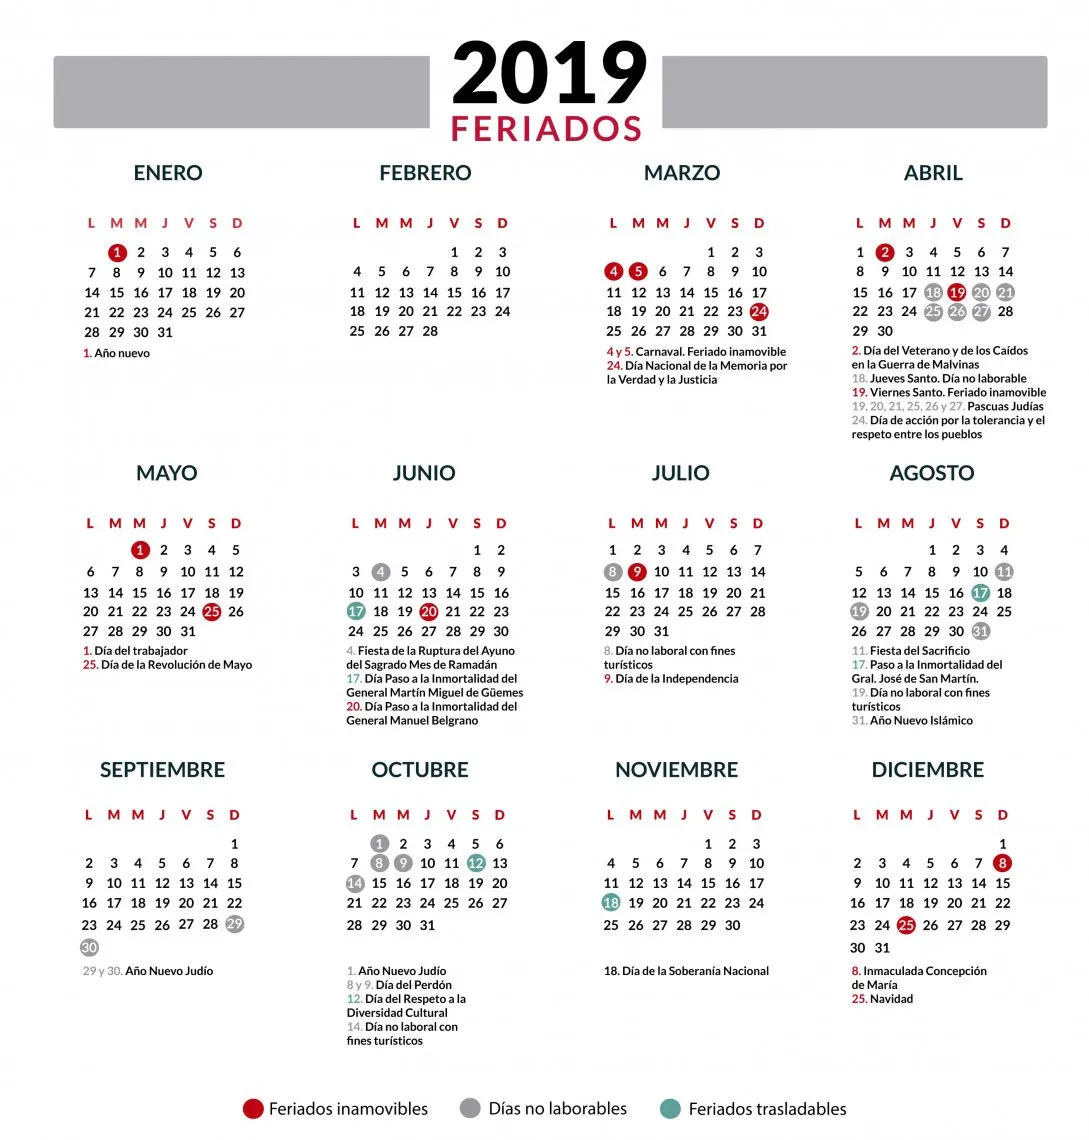 2019
FERIADOS
ENERO
L M M J V S D
1 2 3 4 5 6
7 8 9 10 11 12 13
14 15 16 17 18 19 20
21 22 23 24 25 26 27
28 29 30 31
1. Año nuevo
FEBRERO
L M M J V S D
1 2 3
4 5 6 7 8 9 10
11 12 13 14 15 16 17
18 19 20 21 22 23 24
25 26 27 28
MARZO
L M M J V S D
1 2 3
4 5 6 7 8 9 10
11 12 13 14 15 16 17
18 19 20 21 22 23 24
25 26 27 28 29 30 31
4 y 5. Carnaval. Feriado inamovible
24. Día Nacional de la Memoria por
la Verdad y la Justicia
ABRIL
L M M J V S D
1 2 3 4 5 6 7
8 9 10 11 12 13 14
15 16 17 18 19 20 21
22 23 24 25 26 27 28
29 30
2. Día del Veterano y de los Caídos
en la Guerra de Malvinas
18. Jueves Santo. Día no laborable
19. Viernes Santo. Feriado inamovible
19, 20, 21, 25, 26 y 27. Pascuas Judías
24. Día de acción por la tolerancia y el
respeto entre los pueblos
MAYO
L M M J V S D
1 2 3 4 5
6 7 8 9 10 11 12
13 14 15 16 17 18 19
20 21 22 23 24 25 26
27 28 29 30 31
1. Día del trabajador
25. Día de la Revolución de Mayo
JUNIO
L M M J V S D
1 2
3 4 5 6 7 8 9
10 11 12 13 14 15 16
17 18 19 20 21 22 23
24 25 26 27 28 29 30
4. Fiesta de la Ruptura del Ayuno
del Sagrado Mes de Ramadán
17. Día Paso a la Inmortalidad del
General Martín Miguel de Güemes
20. Día Paso a la Inmortalidad del
General Manuel Belgrano
JULIO
L M M J V S D
1 2 3 4 5 6 7
8 9 10 11 12 13 14
15 16 17 18 19 20 21
22 23 24 25 26 27 28
29 30 31
8. Día no laboral con fines
turísticos
9. Día de la Independencia
AGOSTO
L M M J V S D
1 2 3 4
5 6 7 8 9 10 11
12 13 14 15 16 17 18
19 20 21 22 23 24 25
26 27 28 29 30 31
11. Fiesta del Sacrificio
17. Paso a la Inmortalidad del
Gral. José de San Martín.
19. Día no laboral con fines
turísticos
31. Año Nuevo Islámico
SEPTIEMBRE
L M M J V S D
1
2 3 4 5 6 7 8
9 10 11 12 13 14 15
16 17 18 19 20 21 22
23 24 25 26 27 28 29
30
29 y 30. Año Nuevo Judío
OCTUBRE
L M M J V S D
1 2 3 4 5 6
7 8 9 10 11 12 13
14 15 16 17 18 19 20
21 22 23 24 25 26 27
28 29 30 31
1. Año Nuevo Judío
8 y 9. Día del Perdón
12. Día del Respeto a la
Diversidad Cultural
14. Día no laboral con
fines turísticos
NOVIEMBRE
L M M J V S D
1 2 3
4 5 6 7 8 9 10
11 12 13 14 15 16 17
18 19 20 21 22 23 24
25 26 27 28 29 30
18. Día de la Soberanía Nacional
DICIEMBRE
L M M J V S D
1
2 3 4 5 6 7 8
9 10 11 12 13 14 15
16 17 18 19 20 21 22
23 24 25 26 27 28 29
30 31
8. Inmaculada Concepción
de María
25. Navidad
Feriados inamovibles
Días no laborables
Feriados trasladables